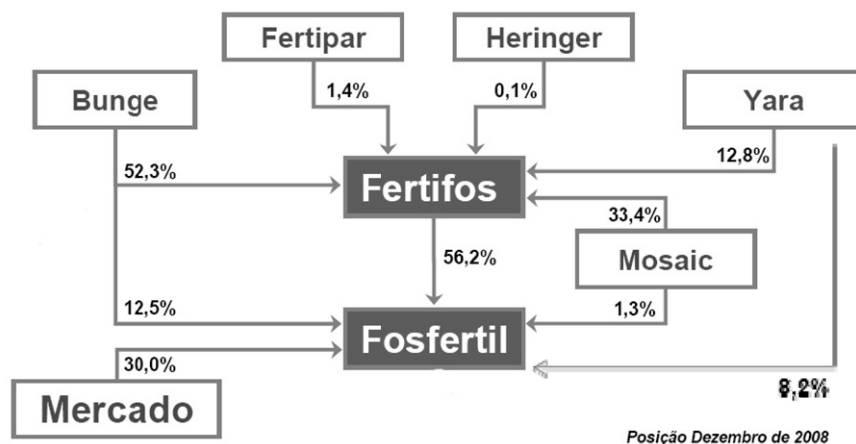 Fertipar
Heringer
Bunge
Yara
1,4%
0,1%
12,8%
52,3%
Fertifos
33,4%
56,2%
Mosaic
12,5%
1,3%
Fosfertil
30,0%
Mercado
Posição Dezembro de 2008